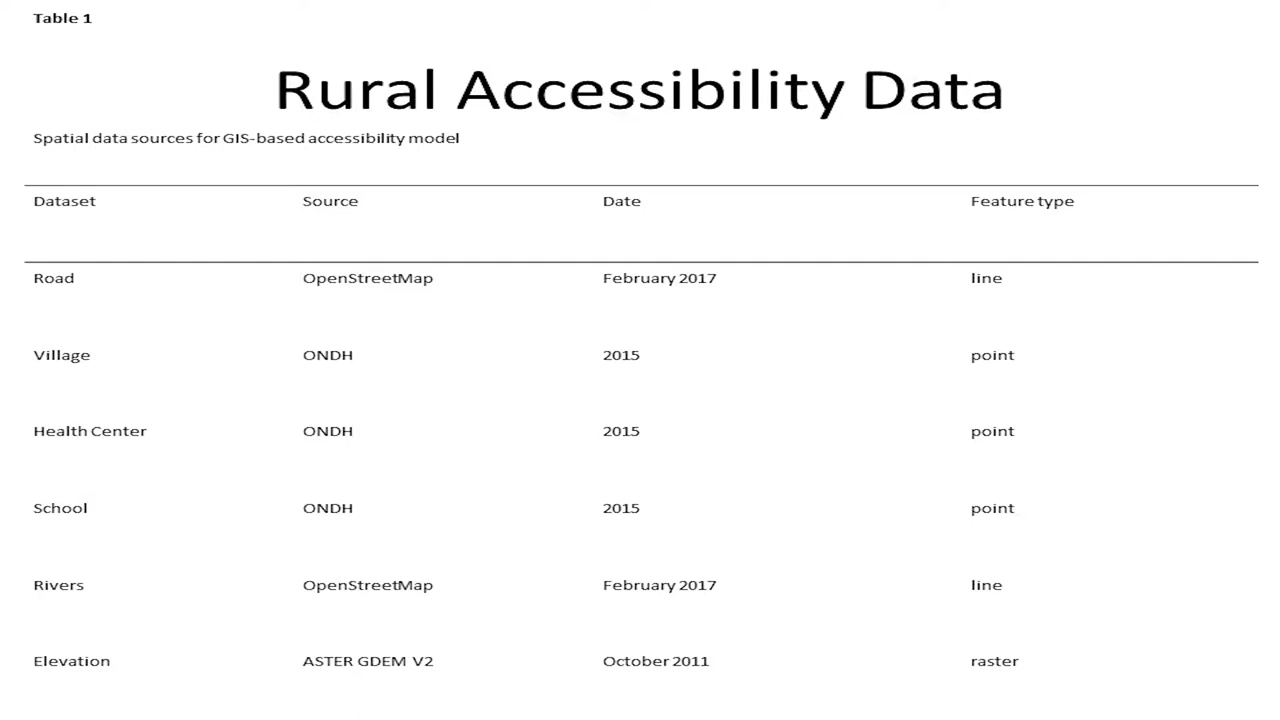 Table 1
Rural Accessibility Data
Spatial data sources for GIS-based accessibility model
Dataset Source Date Feature type
Road OpenStreetMap February 2017 line
Village ONDH 2015 point
Health Center ONDH 2015 point
School ONDH 2015 point
Rivers OpenStreetMap February 2017 line
Elevation ASTER GDEM V2 October 2011 raster